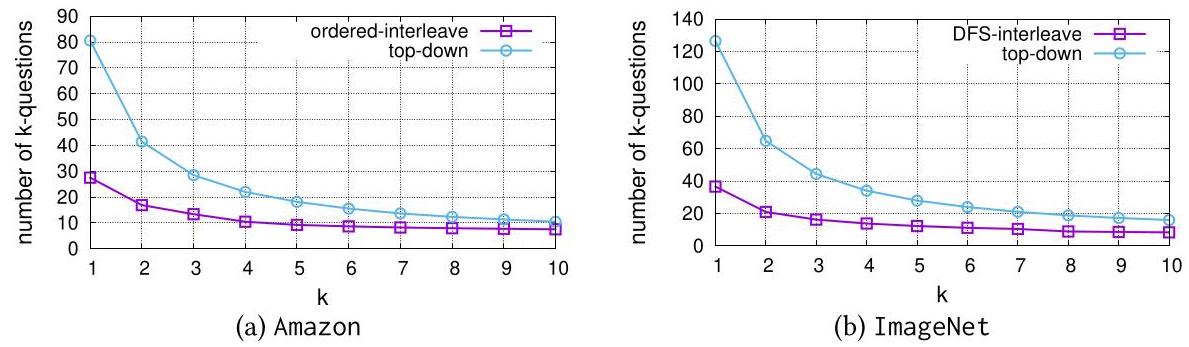 number of k-questions
90
80
70
60
50
40
30
20
10
0
ordered-interleave
top-down
1 2 3 4 5 6 7 8 9 10
k
(a) Amazon
number of k-questions
140
120
100
80
60
40
20
0
DFS-interleave
top-down
1 2 3 4 5 6 7 8 9 10
k
(b) ImageNet